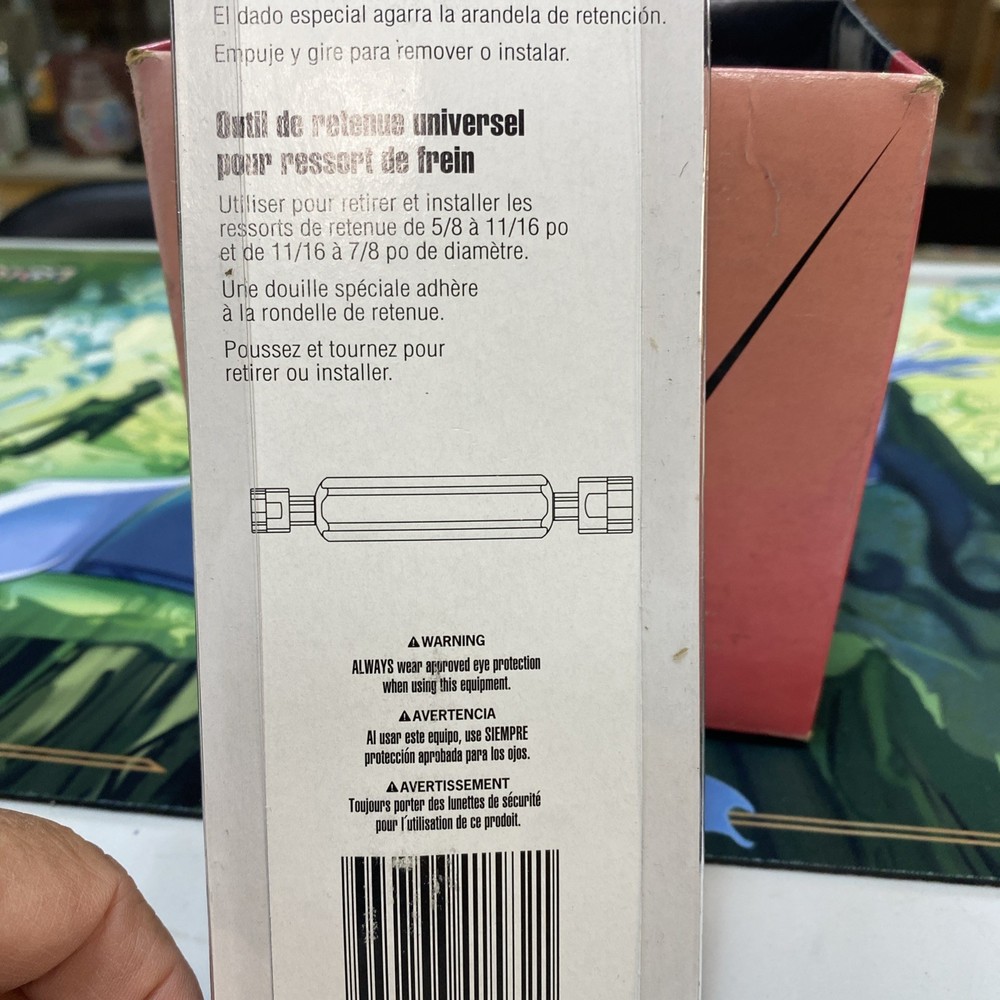 El dado especial agarra la arandela de retención.
Empuje y gire para remover o instalar.
Outil de retenue universel
pour ressort de frein
Utiliser pour retirer et installer les
ressorts de retenue de 5/8 à 11/16 po
et de 11/16 à 7/8 po de diamètre.
Une douille spéciale adhère
à la rondelle de retenue.
Poussez et tournez pour
retirer ou installer.
⚠ WARNING
ALWAYS wear approved eye protection
when using this equipment.
⚠ AVERTENCIA
Al usar este equipo, use SIEMPRE
protección aprobada para los ojos.
⚠ AVERTISSEMENT
Toujours porter des lunettes de sécurité
pour l'utilisation de ce prodoit.